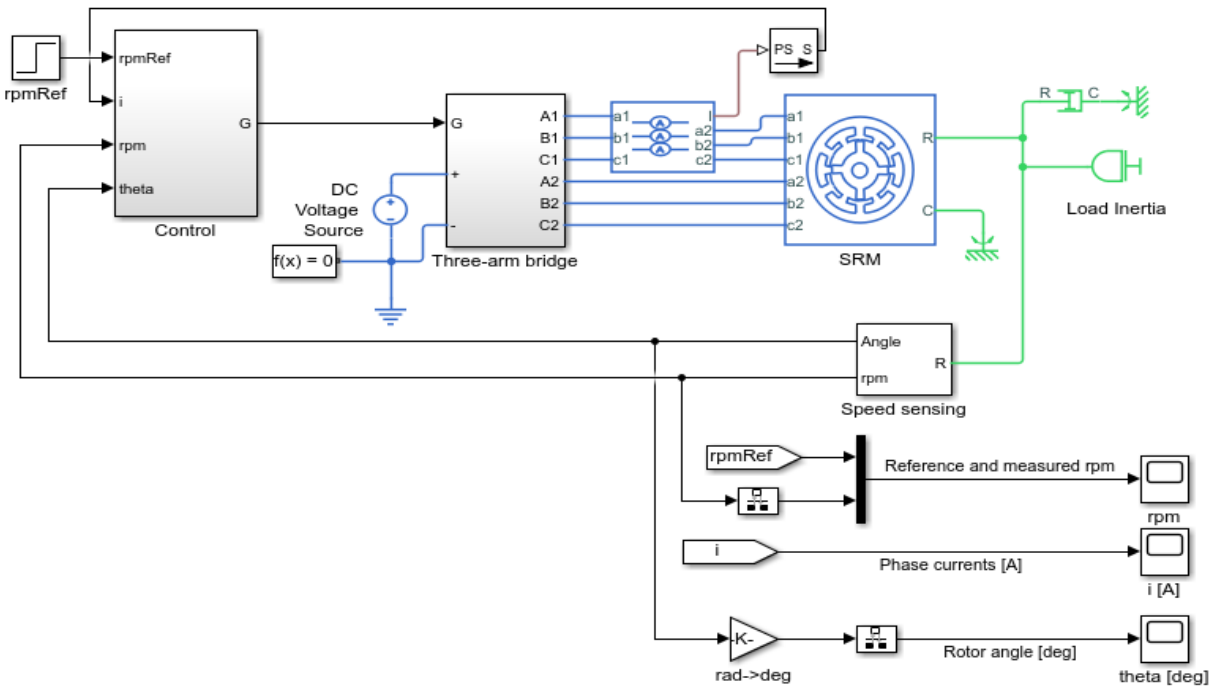 rpmRef
rpmRef
i
rpm
theta
G
Control
DC
Voltage
Source
f(x) = 0
G
+
-
A1
B1
C1
A2
B2
C2
Three-arm bridge
a1
b1
c1
A
A
A
I
a2
b2
c2
PS S
a1
b1
c1
a2
b2
c2
R
C
SRM
R
C
Load Inertia
Angle
rpm
R
Speed sensing
rpmRef
Reference and measured rpm
rpm
i
Phase currents [A]
i [A]
-K-
rad->deg
Rotor angle [deg]
theta [deg]